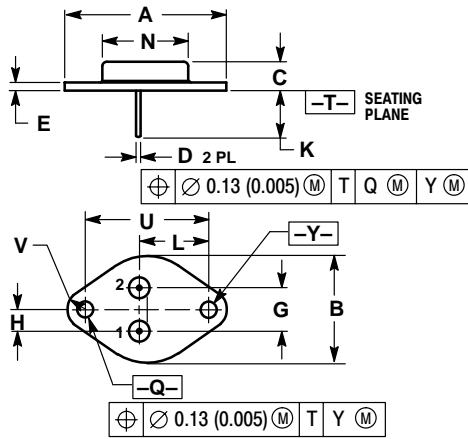 A
N
C
E
–T– SEATING
PLANE
K
D 2 PL
⌖ ∅ 0.13 (0.005) Ⓜ T Q Ⓜ Y Ⓜ
U
V
L
–Y–
2
H
G
B
1
–Q–
⌖ ∅ 0.13 (0.005) Ⓜ T Y Ⓜ